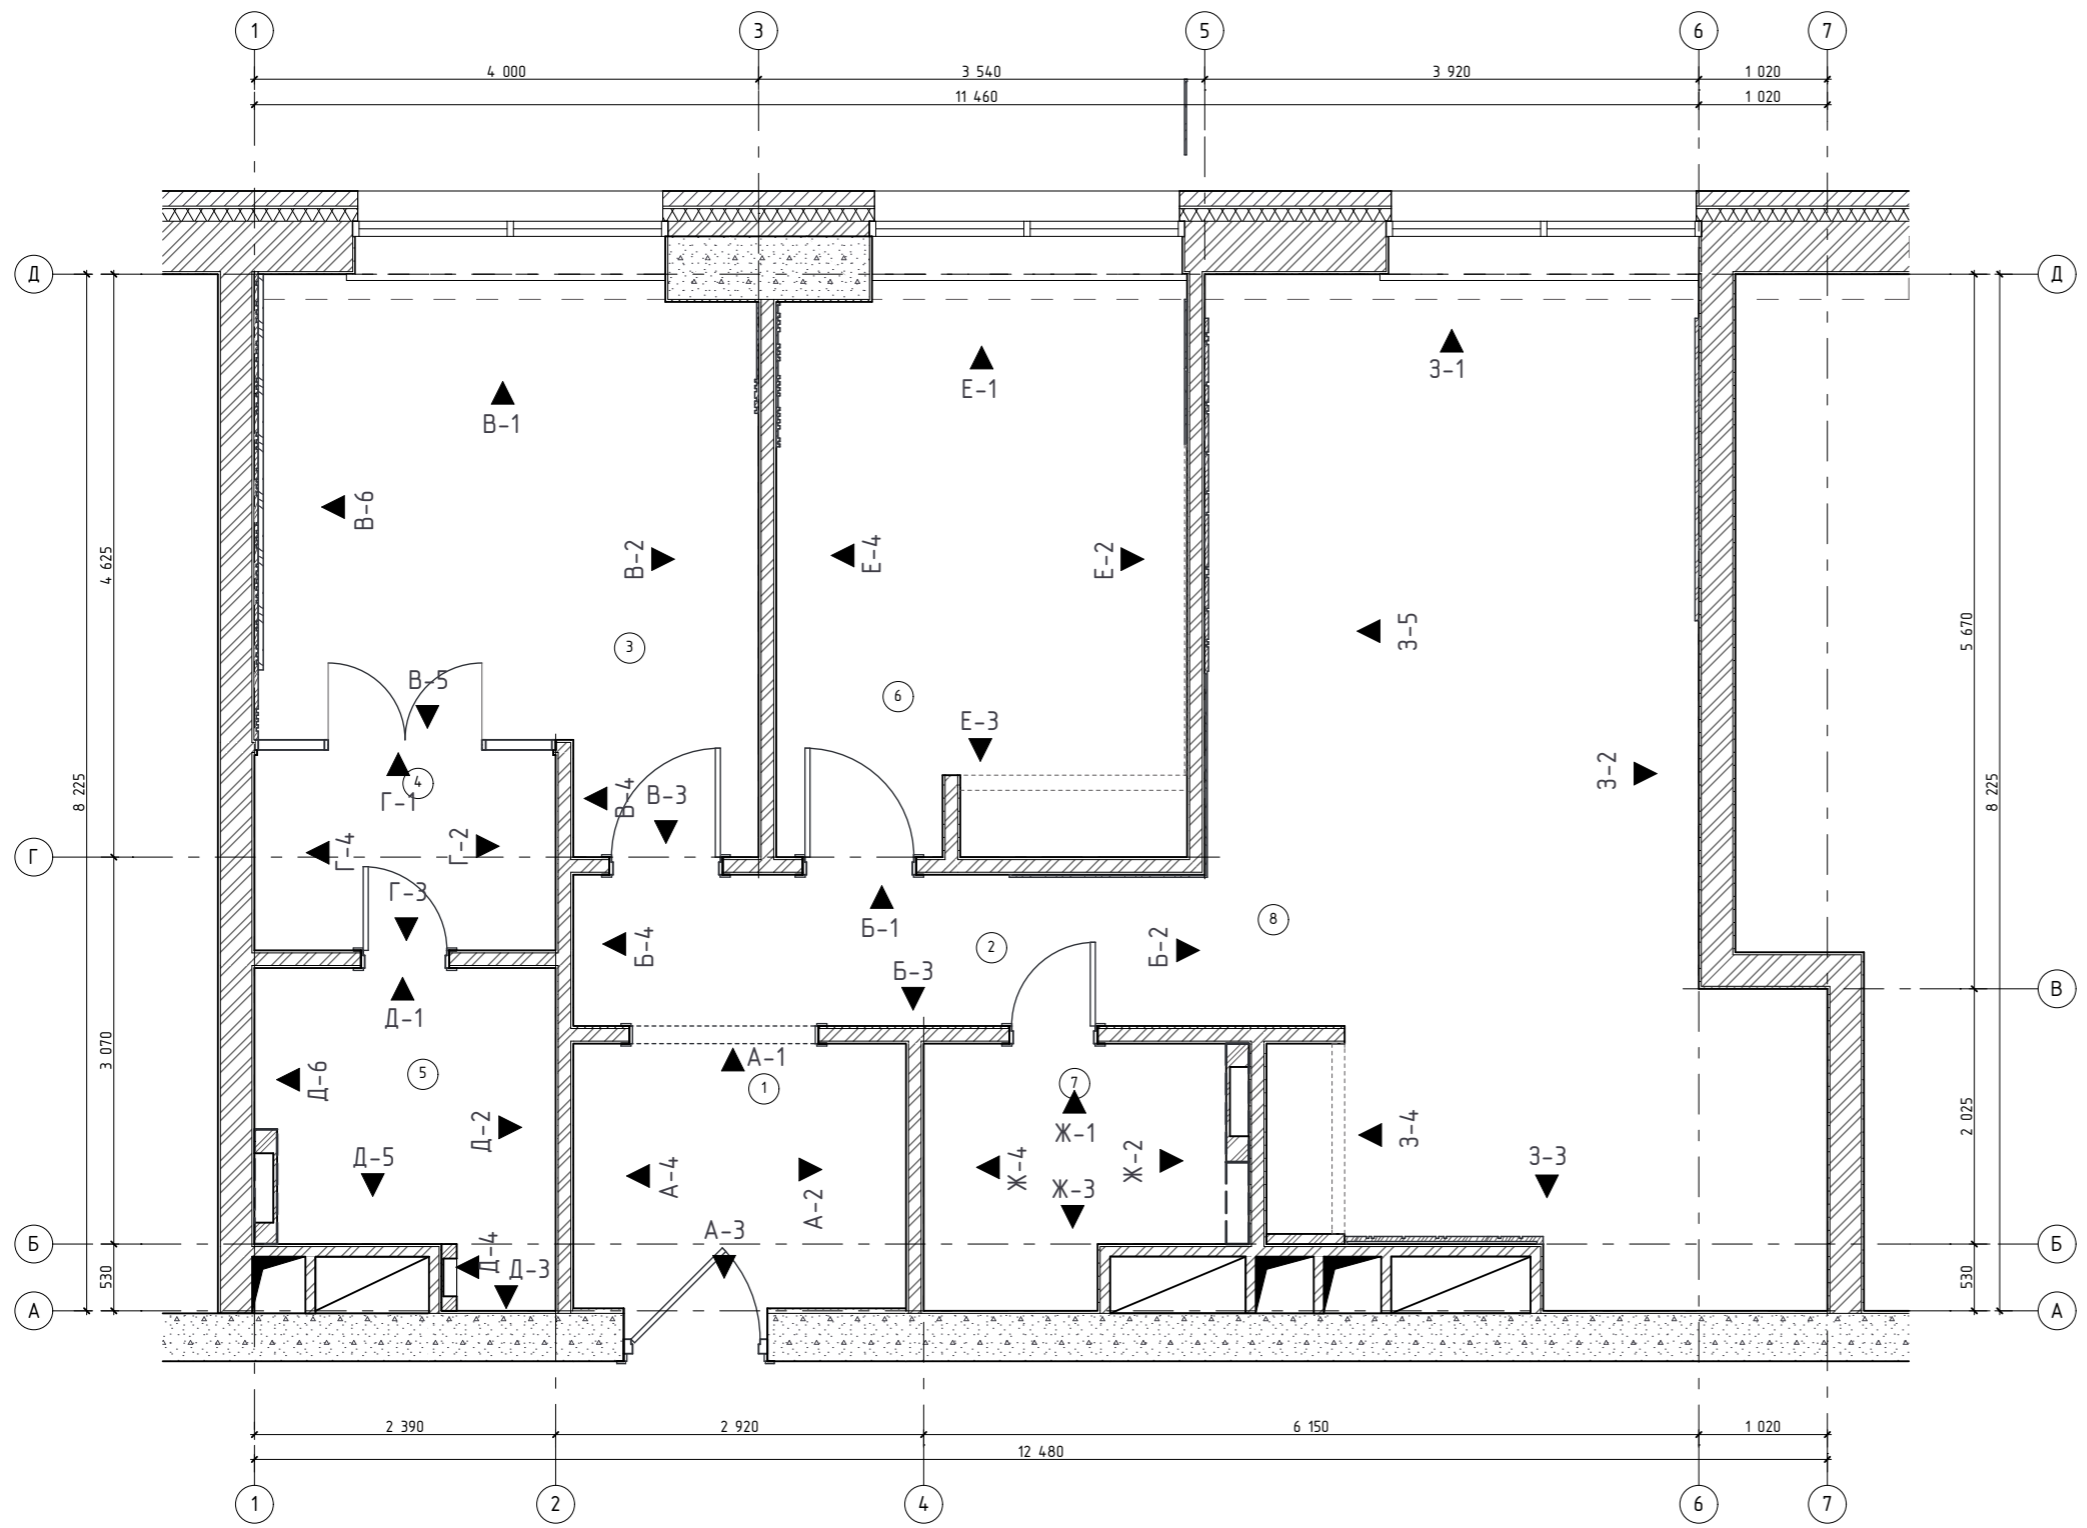 1 3 5 6 7
4 000 3 540 3 920 1 020
11 460 1 020
Д Д
В-1
Е-1
З-1
В-6
В-2
Е-4
Е-2
4 625
5 670
З-5
3
В-5
6
Е-3
4
Г-1
В-4
В-3
З-2
8 225
8 225
Г-4
Г-2
Г
Г-3
Б-1
8
Б-4
2
Б-2
Б-3
В
Д-1
3 070
А-1
5
1
7
Д-6
Д-2
Ж-1
З-4
2 025
Д-5
А-4
А-2
Ж-4
Ж-3
Ж-2
З-3
А-3
Б Б
Д-4
Д-3
530 530
А А
2 390 2 920 6 150 1 020
12 480
1 2 4 6 7